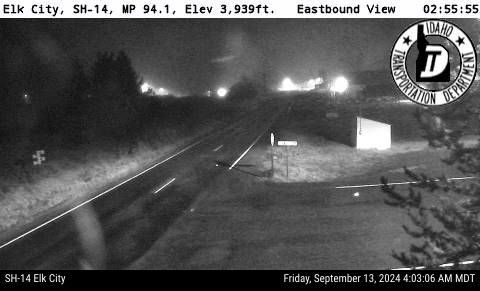 Elk City, SH-14, MP 94.1, Elev 3,939ft. Eastbound View 02:55:55
IDAHO
TRANSPORTATION DEPARTMENT
SH-14 Elk City Friday, September 13, 2024 4:03:06 AM MDT